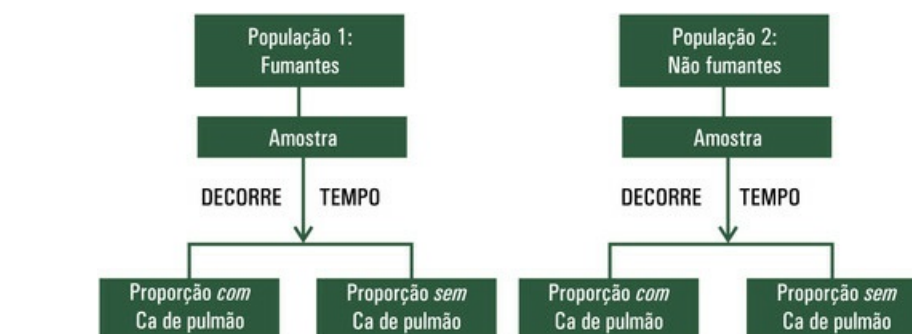 População 1:
Fumantes
População 2:
Não fumantes
Amostra
Amostra
DECORRE TEMPO
DECORRE TEMPO
Proporção com
Ca de pulmão
Proporção sem
Ca de pulmão
Proporção com
Ca de pulmão
Proporção sem
Ca de pulmão